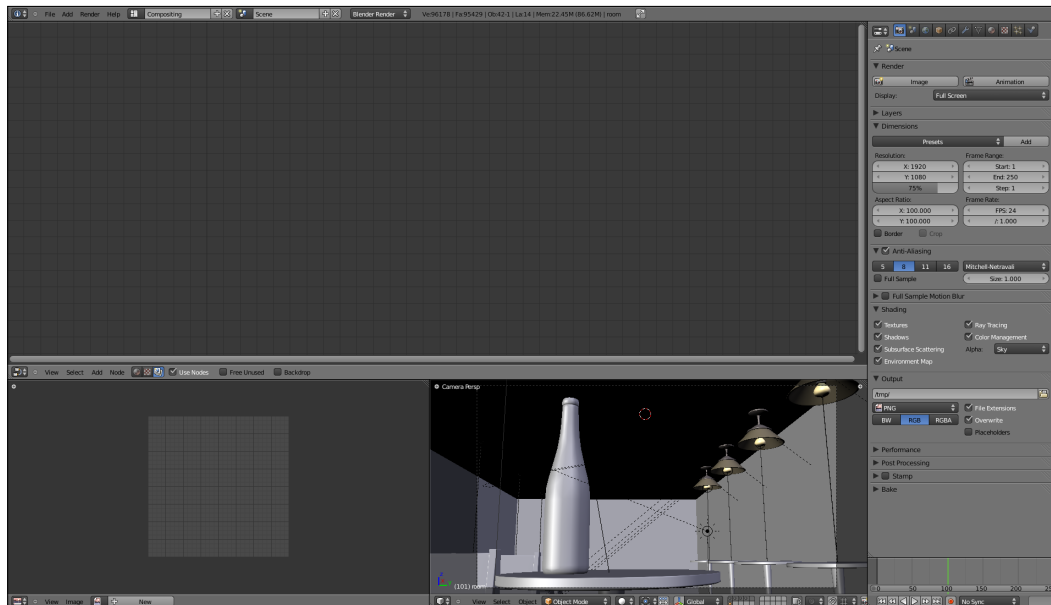 File Add Render Help Compositing Scene Blender Render Ve:96178 | Fa:95429 | Ob:42-1 | La:14 | Mem:22.45M (86.62M) | room
Scene
Render
Image Animation
Display: Full Screen
Layers
Dimensions
Presets Add
Resolution: Frame Range:
X: 1920 Start: 1
Y: 1080 End: 250
75% Step: 1
Aspect Ratio: Frame Rate:
X: 100.000 FPS: 24
Y: 100.000 /: 1.000
Border Crop
Anti-Aliasing
5 8 11 16 Mitchell-Netravali
Full Sample Size: 1.000
Full Sample Motion Blur
Shading
Textures Ray Tracing
Shadows Color Management
Subsurface Scattering Alpha: Sky
Environment Map
Output
/tmp/
PNG File Extensions
BW RGB RGBA Overwrite
Placeholders
Performance
Post Processing
Stamp
Bake
View Select Add Node Use Nodes Free Unused Backdrop
Camera Persp
(101) room
0 50 100 150 200
View Image New
View Select Object Object Mode Global
No Sync